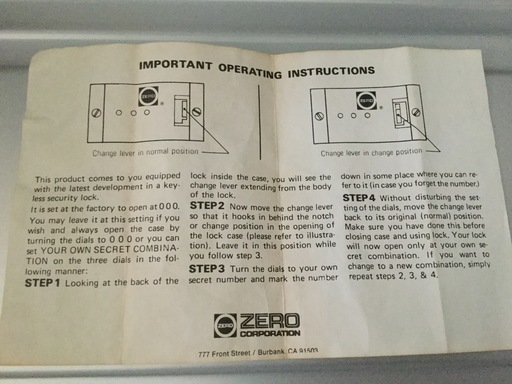 IMPORTANT OPERATING INSTRUCTIONS
ZERO
Change lever in normal position
ZERO
Change lever in change position
This product comes to you equipped
with the latest development in a key-
less security lock.
It is set at the factory to open at 0 0 0.
You may leave it at this setting if you
wish and always open the case by
turning the dials to 0 0 0 or you can
set YOUR OWN SECRET COMBINA-
TION on the three dials in the fol-
lowing manner:
STEP 1 Looking at the back of the
lock inside the case, you will see the
change lever extending from the body
of the lock.
STEP 2 Now move the change lever
so that it hooks in behind the notch
or change position in the opening of
the lock case (please refer to illustra-
tion). Leave it in this position while
you follow step 3.
STEP 3 Turn the dials to your own
secret number and mark the number
down in some place where you can re-
fer to it (in case you forget the number.)
STEP 4 Without disturbing the set-
ting of the dials, move the change lever
back to its original (normal) position.
Make sure you have done this before
closing case and using lock. Your lock
will now open only at your own se-
cret combination. If you want to
change to a new combination, simply
repeat steps 2, 3, & 4.
ZERO
ZERO
CORPORATION
777 Front Street / Burbank, CA 91503